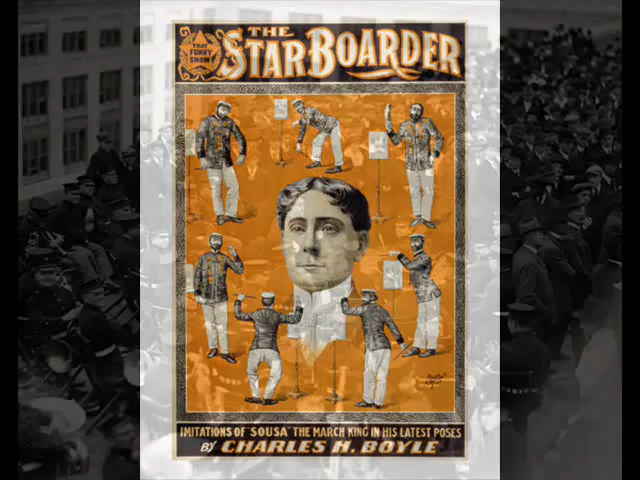 THAT
FUNNY
SHOW
THE
STAR BOARDER
IMITATIONS OF "SOUSA" THE MARCH KING IN HIS LATEST POSES
BY CHARLES H. BOYLE